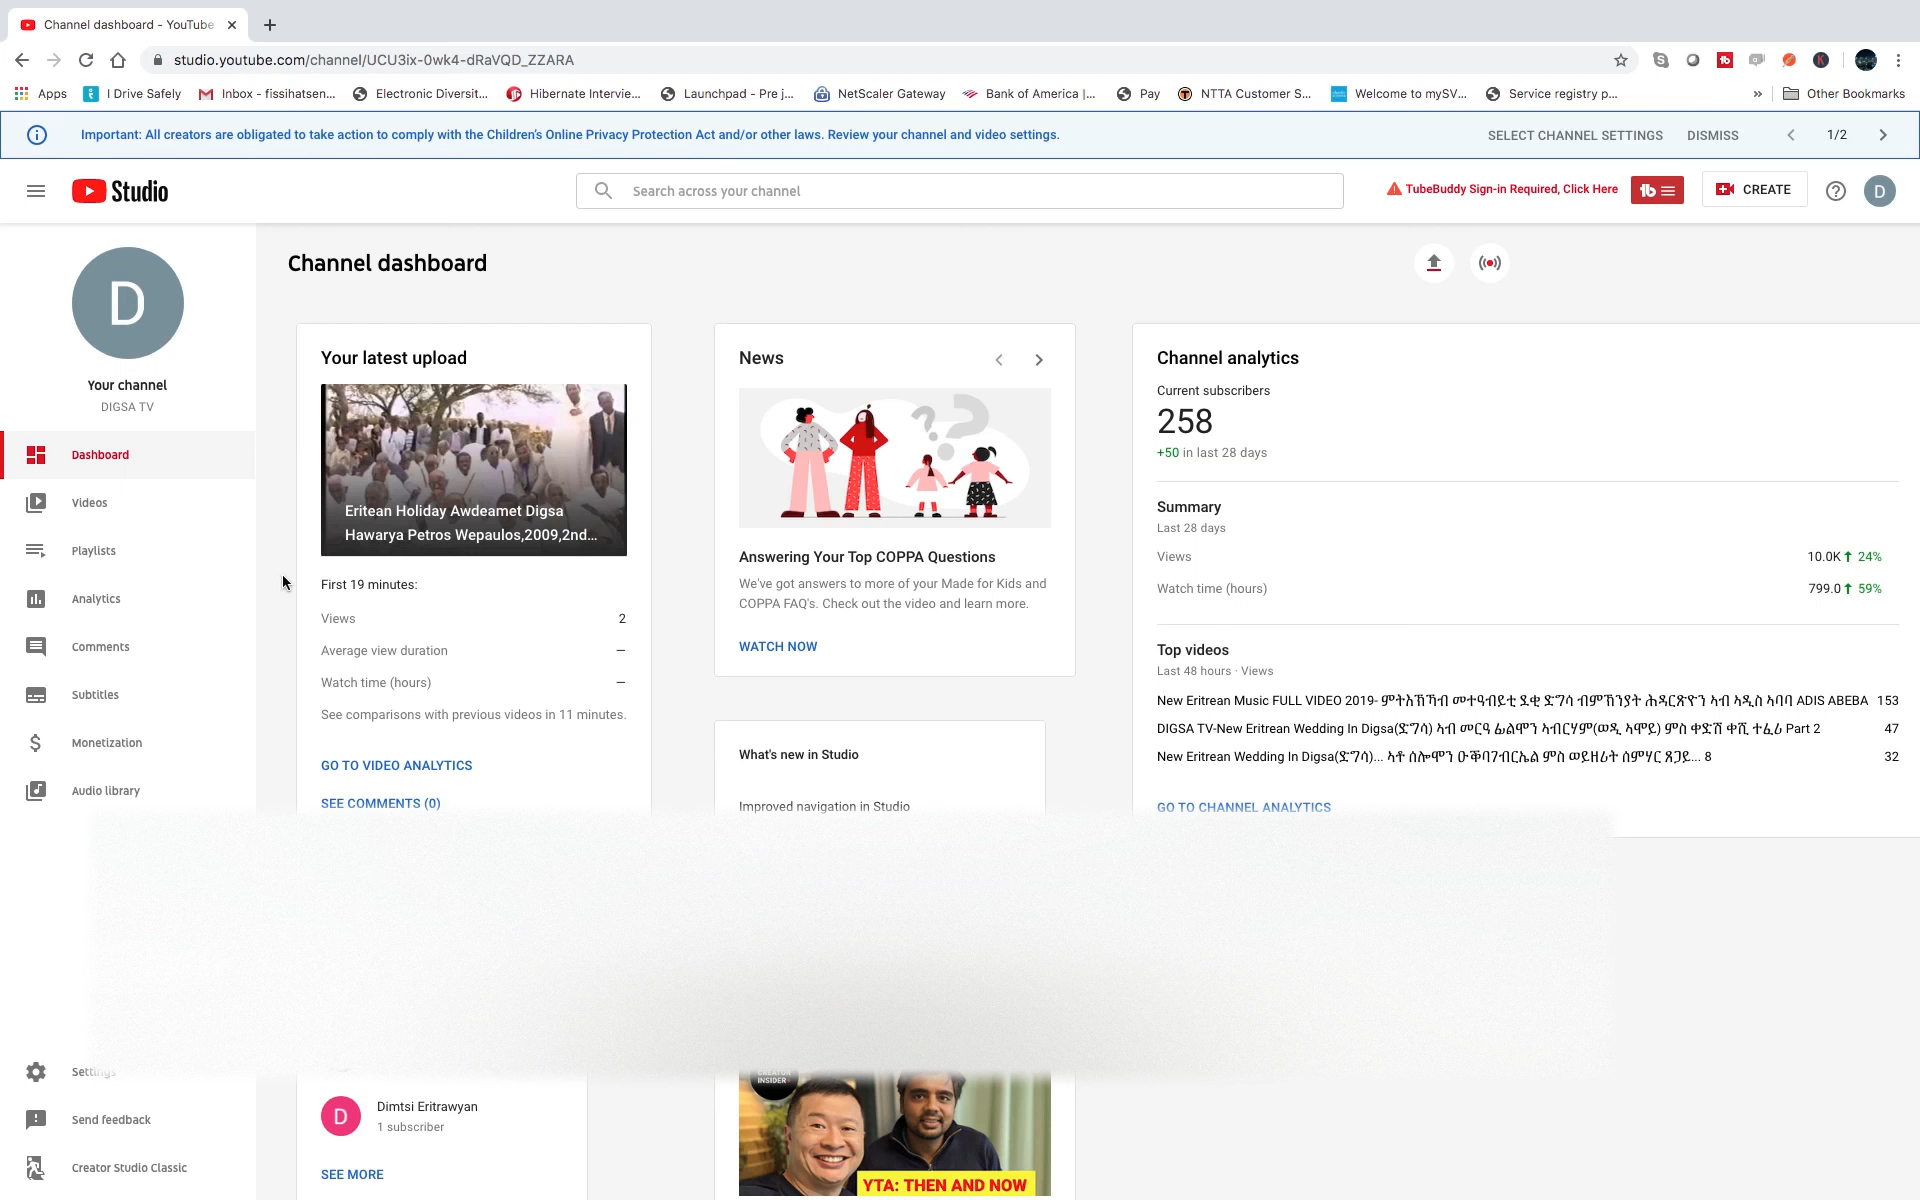 Channel dashboard - YouTube
studio.youtube.com/channel/UCU3ix-0wk4-dRaVQD_ZZARA
Apps
I Drive Safely
Inbox - fissihatsen...
Electronic Diversit...
Hibernate Intervie...
Launchpad - Pre j...
NetScaler Gateway
Bank of America |...
Pay
NTTA Customer S...
Welcome to mySV...
Service registry p...
»
Other Bookmarks
Important: All creators are obligated to take action to comply with the Children's Online Privacy Protection Act and/or other laws. Review your channel and video settings.
SELECT CHANNEL SETTINGS
DISMISS
1/2
Studio
Search across your channel
TubeBuddy Sign-in Required, Click Here
CREATE
D
D
Your channel
DIGSA TV
Dashboard
Videos
Playlists
Analytics
Comments
Subtitles
Monetization
Audio library
Settings
Send feedback
Creator Studio Classic
Channel dashboard
Your latest upload
Eritean Holiday Awdeamet Digsa
Hawarya Petros Wepaulos,2009,2nd...
First 19 minutes:
Views 2
Average view duration –
Watch time (hours) –
See comparisons with previous videos in 11 minutes.
GO TO VIDEO ANALYTICS
SEE COMMENTS (0)
D
Dimtsi Eritrawyan
1 subscriber
SEE MORE
News
Answering Your Top COPPA Questions
We've got answers to more of your Made for Kids and
COPPA FAQ's. Check out the video and learn more.
WATCH NOW
What's new in Studio
Improved navigation in Studio
CREATOR
INSIDER
YTA: THEN AND NOW
Channel analytics
Current subscribers
258
+50 in last 28 days
Summary
Last 28 days
Views 10.0K 24%
Watch time (hours) 799.0 59%
Top videos
Last 48 hours · Views
New Eritrean Music FULL VIDEO 2019- ምትእኽኻብ መተዓብይቲ ደቂ ድግሳ ብምኽንያት ሕዳርጽዮን ኣብ ኣዲስ ኣባባ ADIS ABEBA 153
DIGSA TV-New Eritrean Wedding In Digsa(ድግሳ) ኣብ መርዓ ፊልሞን ኣብርሃም(ወዲ ኣሞይ) ምስ ቀድሽ ቀሺ ተፈሪ Part 2 47
New Eritrean Wedding In Digsa(ድግሳ)... ኣቶ ሰሎሞን ዑቕባገብርኤል ምስ ወይዘሪት ሰምሃር ጸጋይ... 8 32
GO TO CHANNEL ANALYTICS